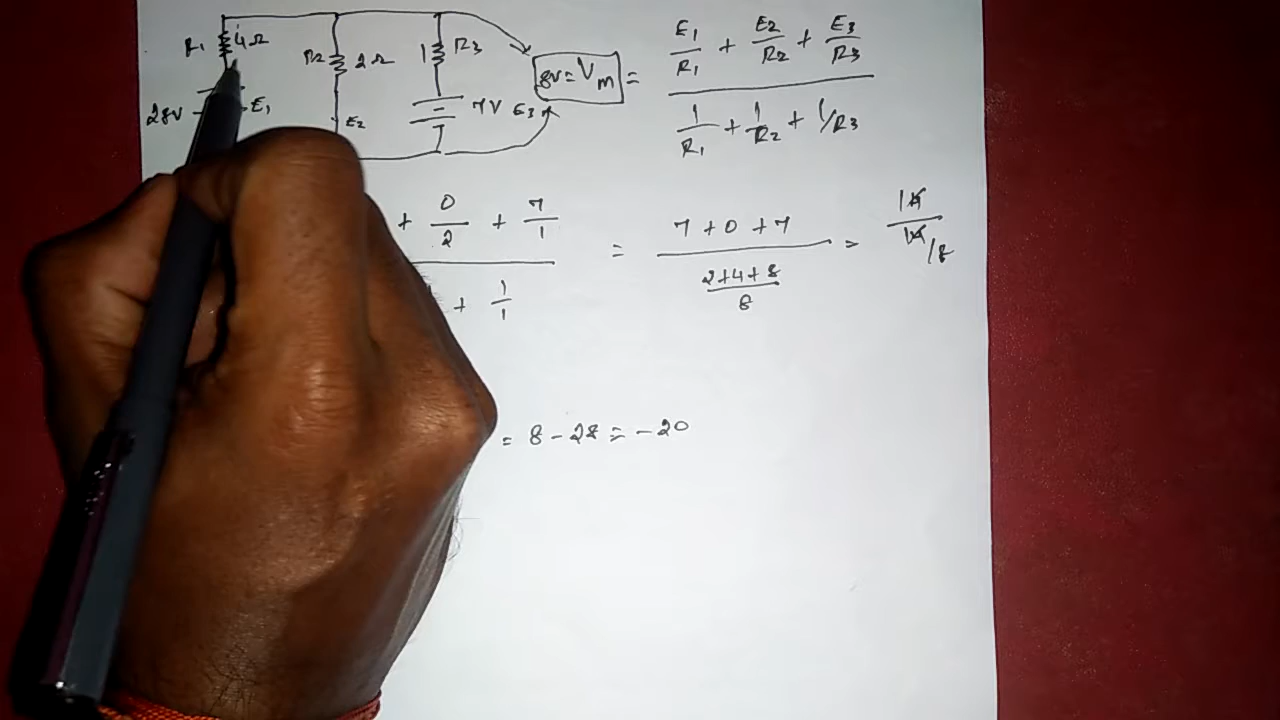 R1 4Ω R2 2Ω 1 R3 8V = Vm = E1/R1 + E2/R2 + E3/R3
28V E1 E2 7V E3 1/R1 + 1/R2 + 1/R3
+ 0/2 + 7/1 = 7+0+7 =
+ 1/1 2+4+8/8 /8
= 8 - 28 = -20